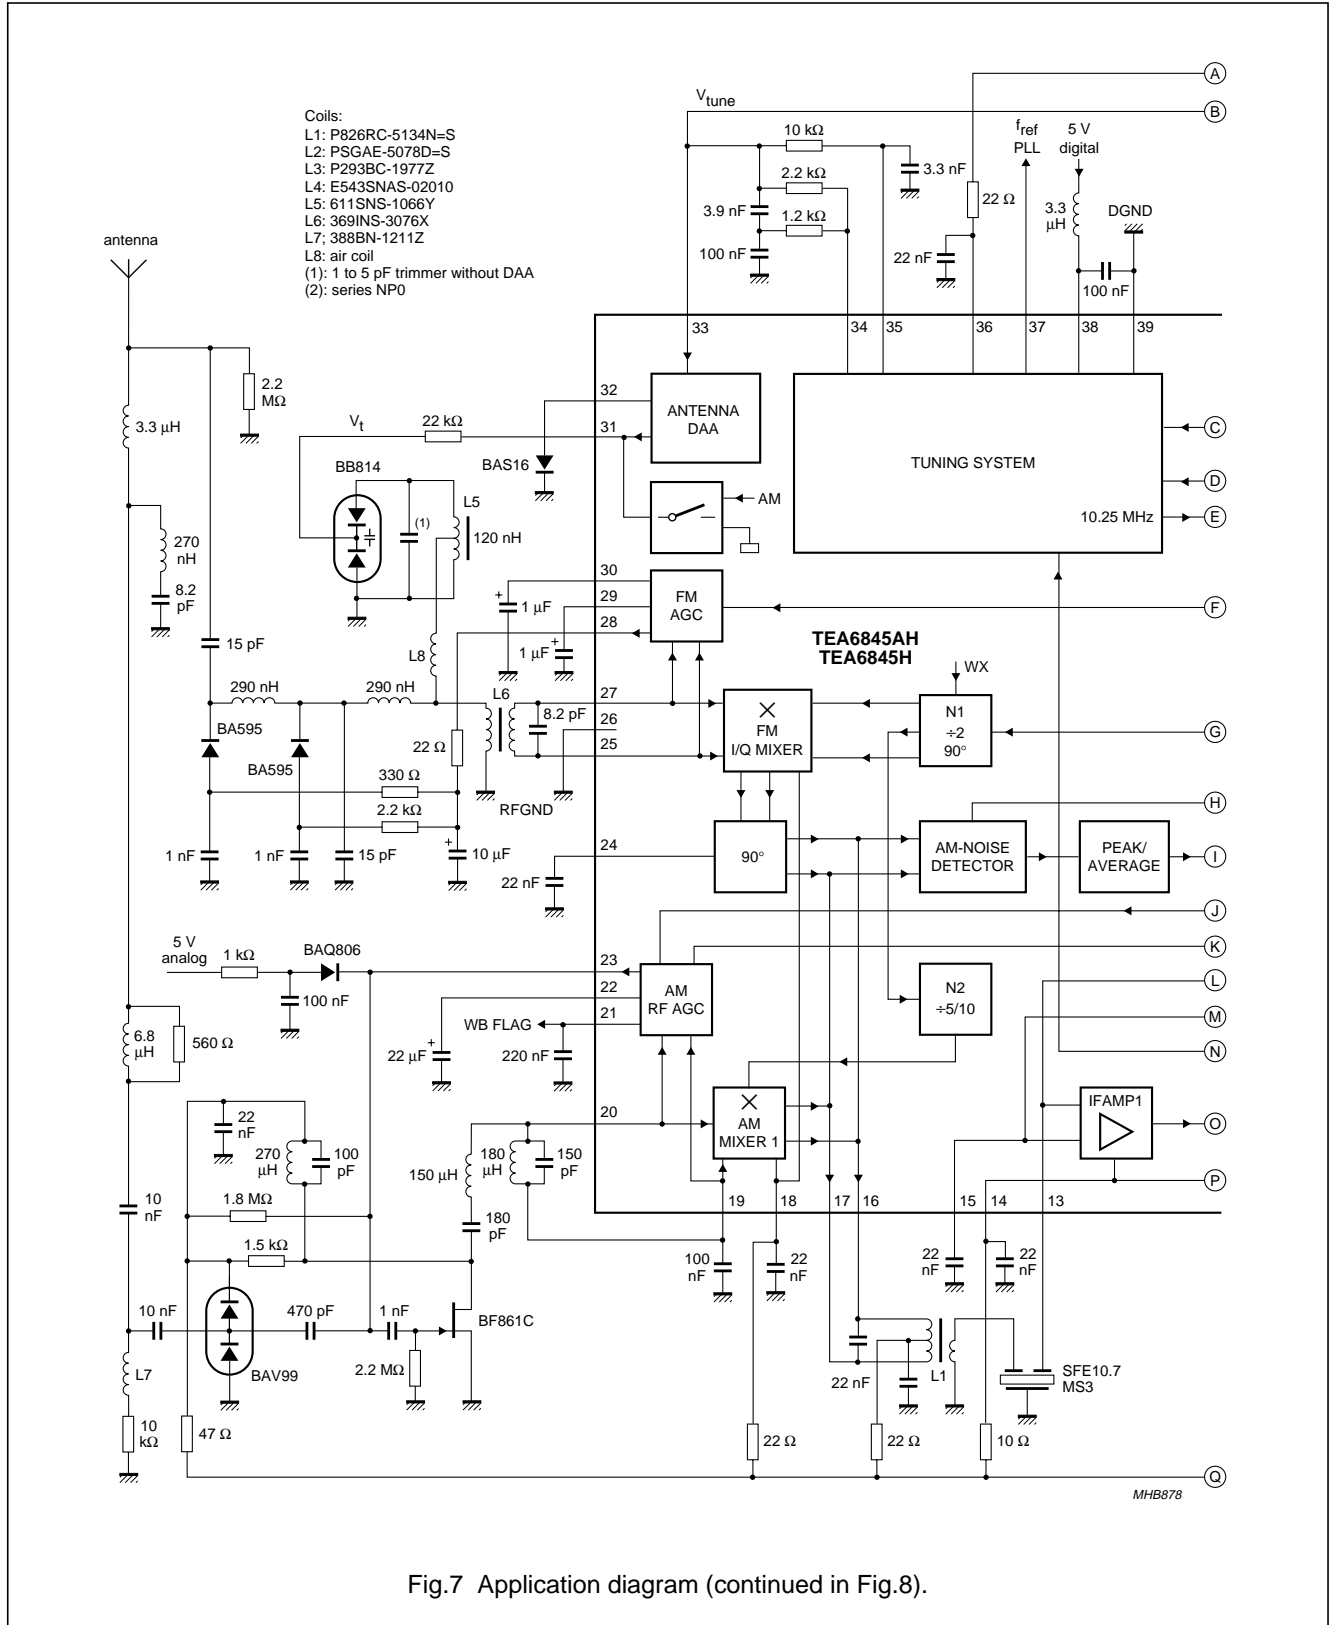 Coils:
L1: P826RC-5134N=S
L2: PSGAE-5078D=S
L3: P293BC-1977Z
L4: E543SNAS-02010
L5: 611SNS-1066Y
L6: 369INS-3076X
L7; 388BN-1211Z
L8: air coil
(1): 1 to 5 pF trimmer without DAA
(2): series NP0
antenna
Vtune
A
B
10 kΩ
3.3 nF
2.2 kΩ
3.9 nF
1.2 kΩ
100 nF
22 Ω
22 nF
fref
PLL
5 V
digital
3.3
μH
DGND
100 nF
33
34
35
36
37
38
39
2.2
MΩ
3.3 μH
Vt
22 kΩ
32
31
ANTENNA
DAA
BAS16
TUNING SYSTEM
10.25 MHz
C
D
E
BB814
(1)
L5
120 nH
AM
270
nH
8.2
pF
15 pF
30
29
28
1 μF
+
1 μF
+
FM
AGC
F
TEA6845AH
TEA6845H
L8
290 nH
290 nH
L6
8.2 pF
27
26
25
FM
I/Q MIXER
WX
N1
÷2
90°
G
BA595
BA595
22 Ω
330 Ω
2.2 kΩ
RFGND
1 nF
1 nF
15 pF
+
10 μF
24
22 nF
90°
AM-NOISE
DETECTOR
PEAK/
AVERAGE
H
I
J
K
5 V
analog
1 kΩ
BAQ806
100 nF
23
22
21
AM
RF AGC
WB FLAG
22 μF
+
220 nF
N2
÷5/10
L
M
N
6.8
μH
560 Ω
22
nF
270
μH
100
pF
20
AM
MIXER 1
IFAMP1
O
P
150 μH
180
μH
150
pF
180
pF
10
nF
1.8 MΩ
1.5 kΩ
19
18
17
16
15
14
13
100
nF
22
nF
22
nF
22
nF
10 nF
470 pF
1 nF
BF861C
2.2 MΩ
BAV99
L7
10
kΩ
47 Ω
22 nF
L1
SFE10.7
MS3
22 Ω
22 Ω
10 Ω
Q
MHB878
Fig.7 Application diagram (continued in Fig.8).